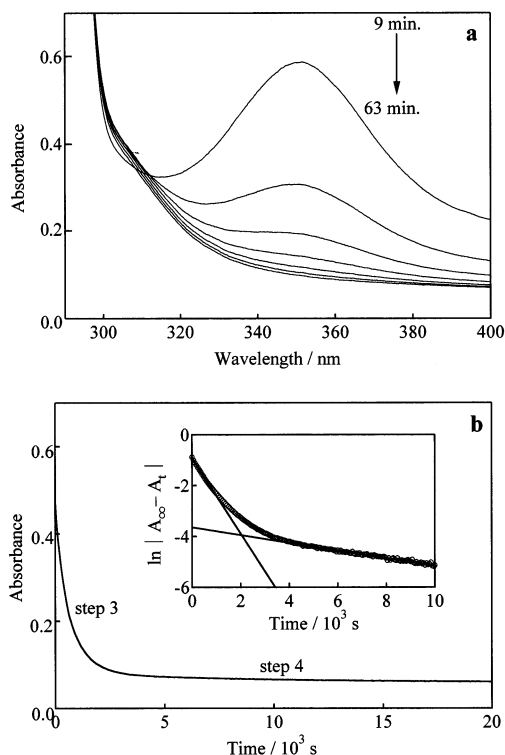 a
9 min.
63 min.
Absorbance
0.6
0.4
0.2
0.0
300 320 340 360 380 400
Wavelength / nm
b
Absorbance
0.6
0.4
0.2
0.0
step 3
step 4
ln | A∞− At |
0
-2
-4
-6
0 2 4 6 8 10
Time / 10³ s
0 5 10 15 20
Time / 10³ s